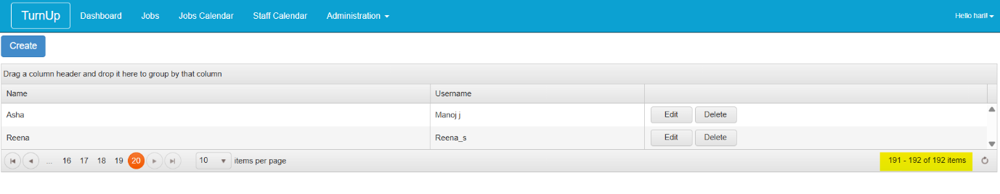 TurnUp Dashboard Jobs Jobs Calendar Staff Calendar Administration Hello hari!
Create
Drag a column header and drop it here to group by that column
Name Username
Asha Manoj j Edit Delete
Reena Reena_s Edit Delete
... 16 17 18 19 20 10 items per page 191 - 192 of 192 items